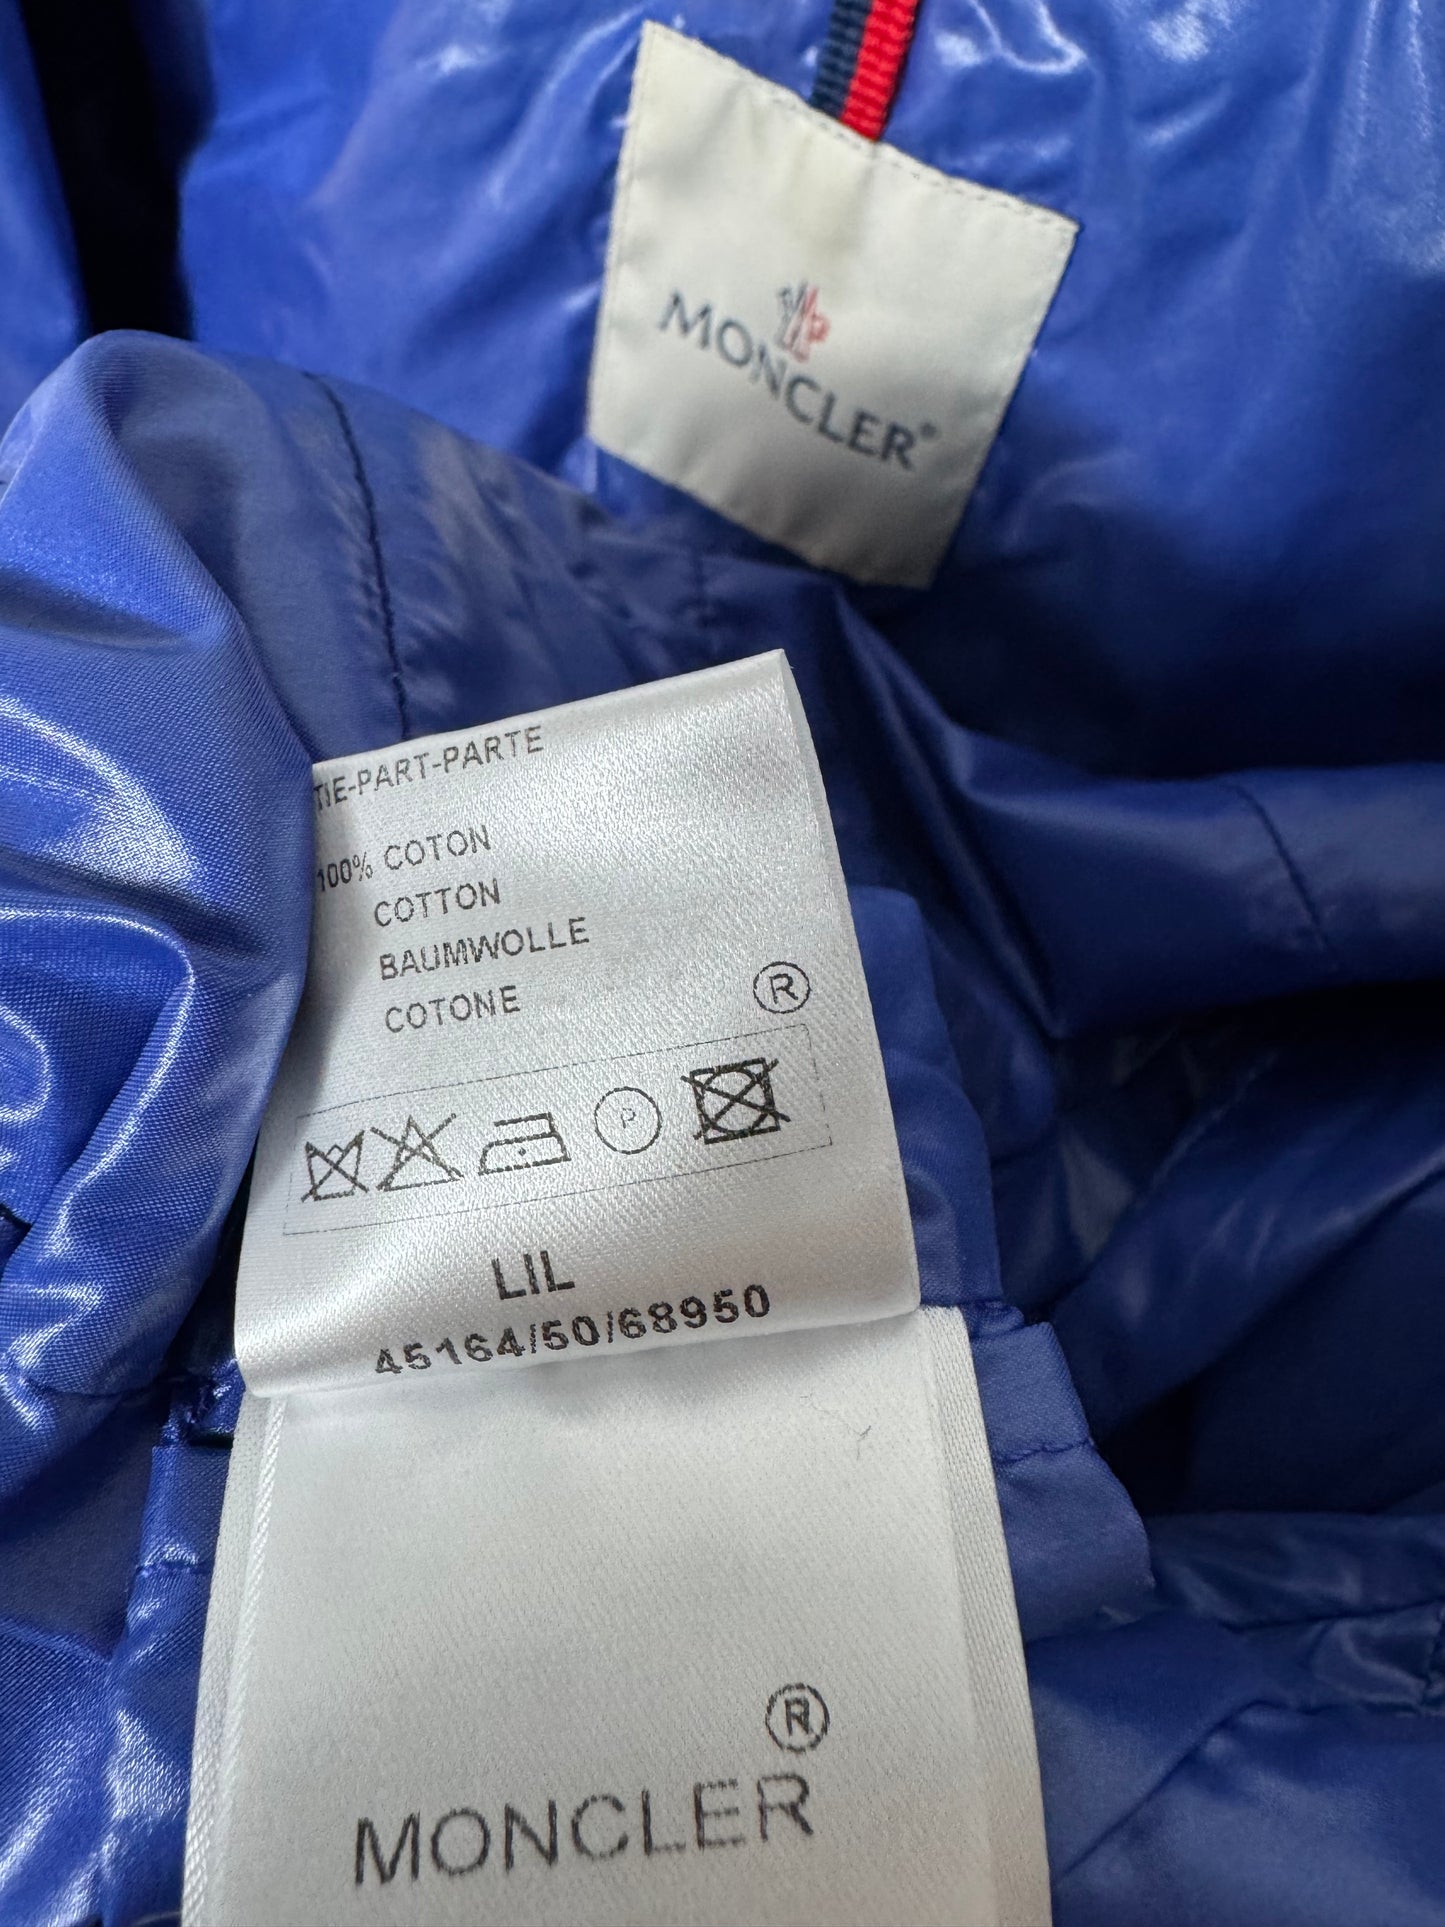 MONCLER®
TIE-PART-PARTE
100% COTON
COTTON
BAUMWOLLE
COTONE
®
P
LIL
45164/50/68950
®
MONCLER